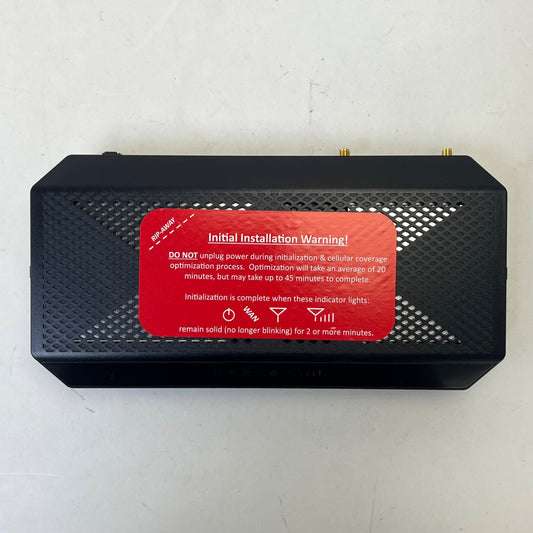 RIP-AWAY
Initial Installation Warning!
DO NOT unplug power during initialization & cellular coverage
optimization process. Optimization will take an average of 20
minutes, but may take up to 45 minutes to complete.
Initialization is complete when these indicator lights:
WAN
remain solid (no longer blinking) for 2 or more minutes.